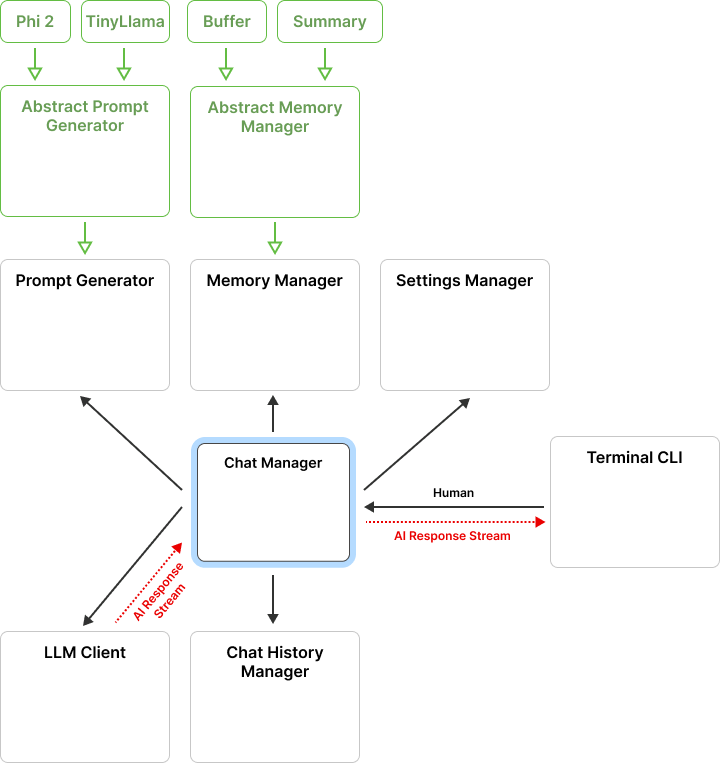 Phi 2
TinyLlama
Buffer
Summary
Abstract Prompt
Generator
Abstract Memory
Manager
Prompt Generator
Memory Manager
Settings Manager
Chat Manager
Terminal CLI
Human
AI Response Stream
AI Response
Stream
LLM Client
Chat History
Manager